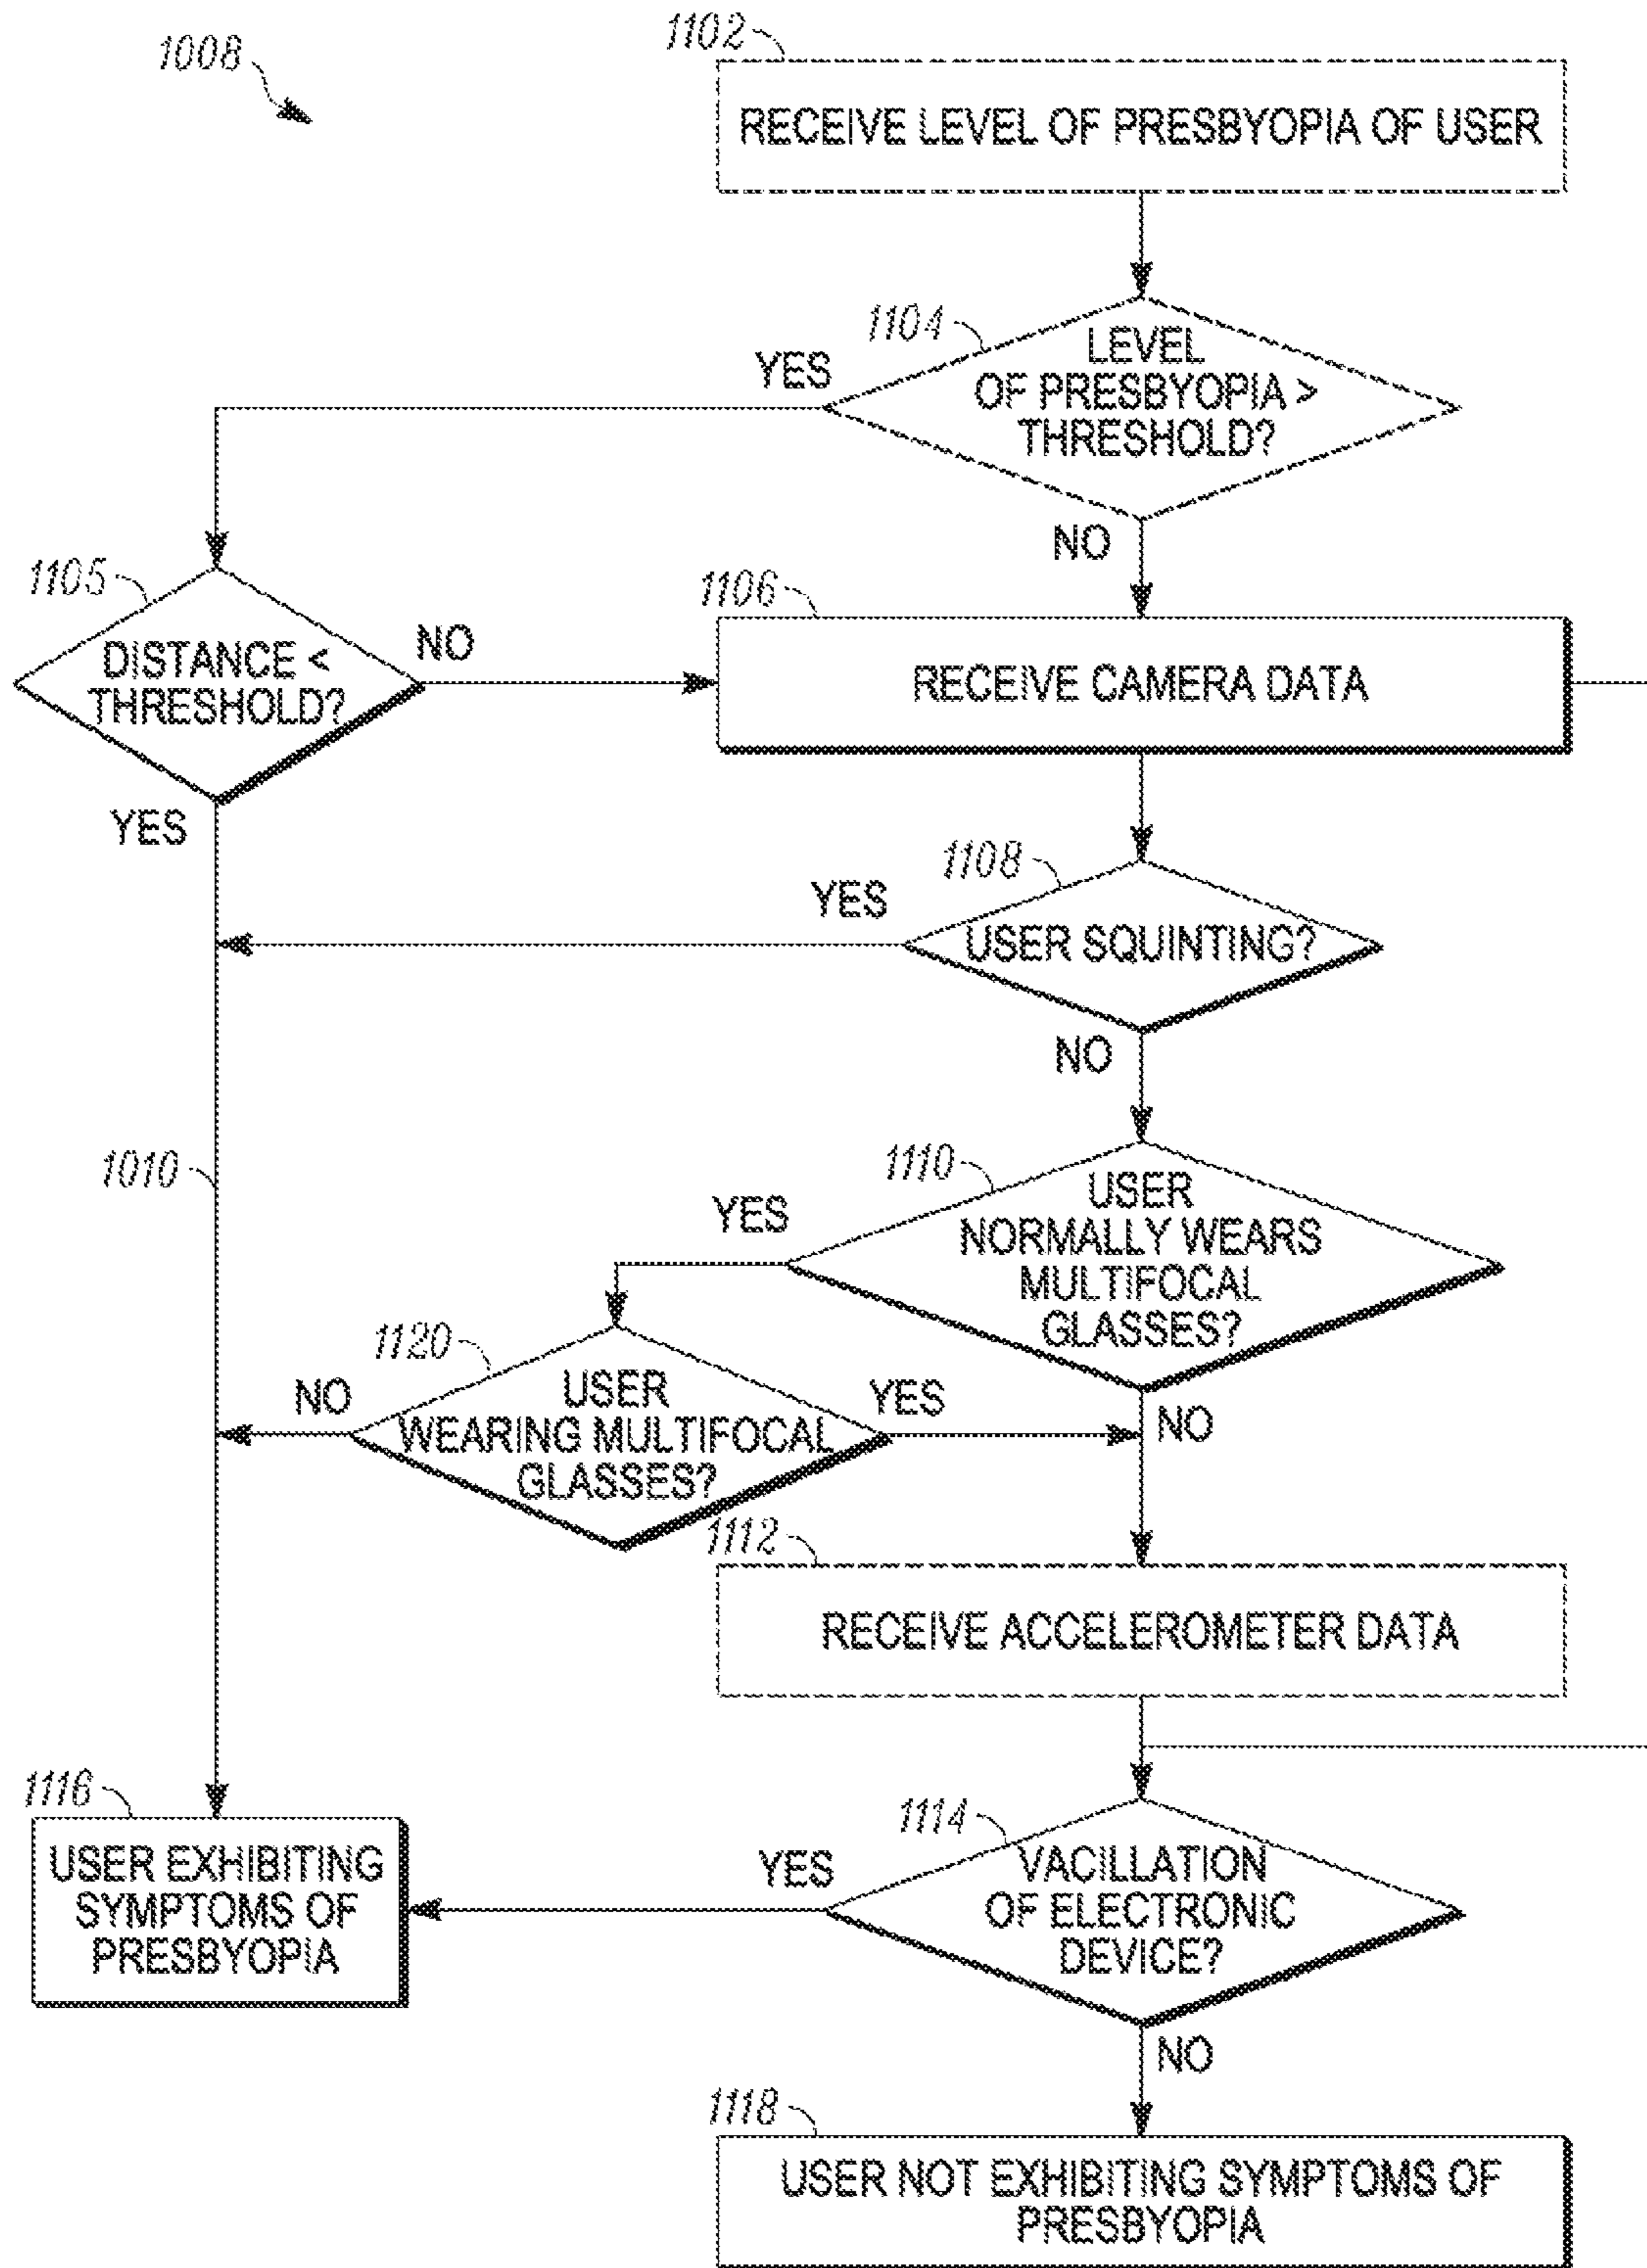 1008
1102
RECEIVE LEVEL OF PRESBYOPIA OF USER
1104
LEVEL
OF PRESBYOPIA >
THRESHOLD?
YES
NO
1105
DISTANCE <
THRESHOLD?
NO
YES
1106
RECEIVE CAMERA DATA
1108
USER SQUINTING?
YES
NO
1010
1110
USER
NORMALLY WEARS
MULTIFOCAL
GLASSES?
YES
NO
1120
USER
WEARING MULTIFOCAL
GLASSES?
NO
YES
1112
RECEIVE ACCELEROMETER DATA
1116
USER EXHIBITING
SYMPTOMS OF
PRESBYOPIA
1114
VACILLATION
OF ELECTRONIC
DEVICE?
YES
NO
1118
USER NOT EXHIBITING SYMPTOMS OF
PRESBYOPIA